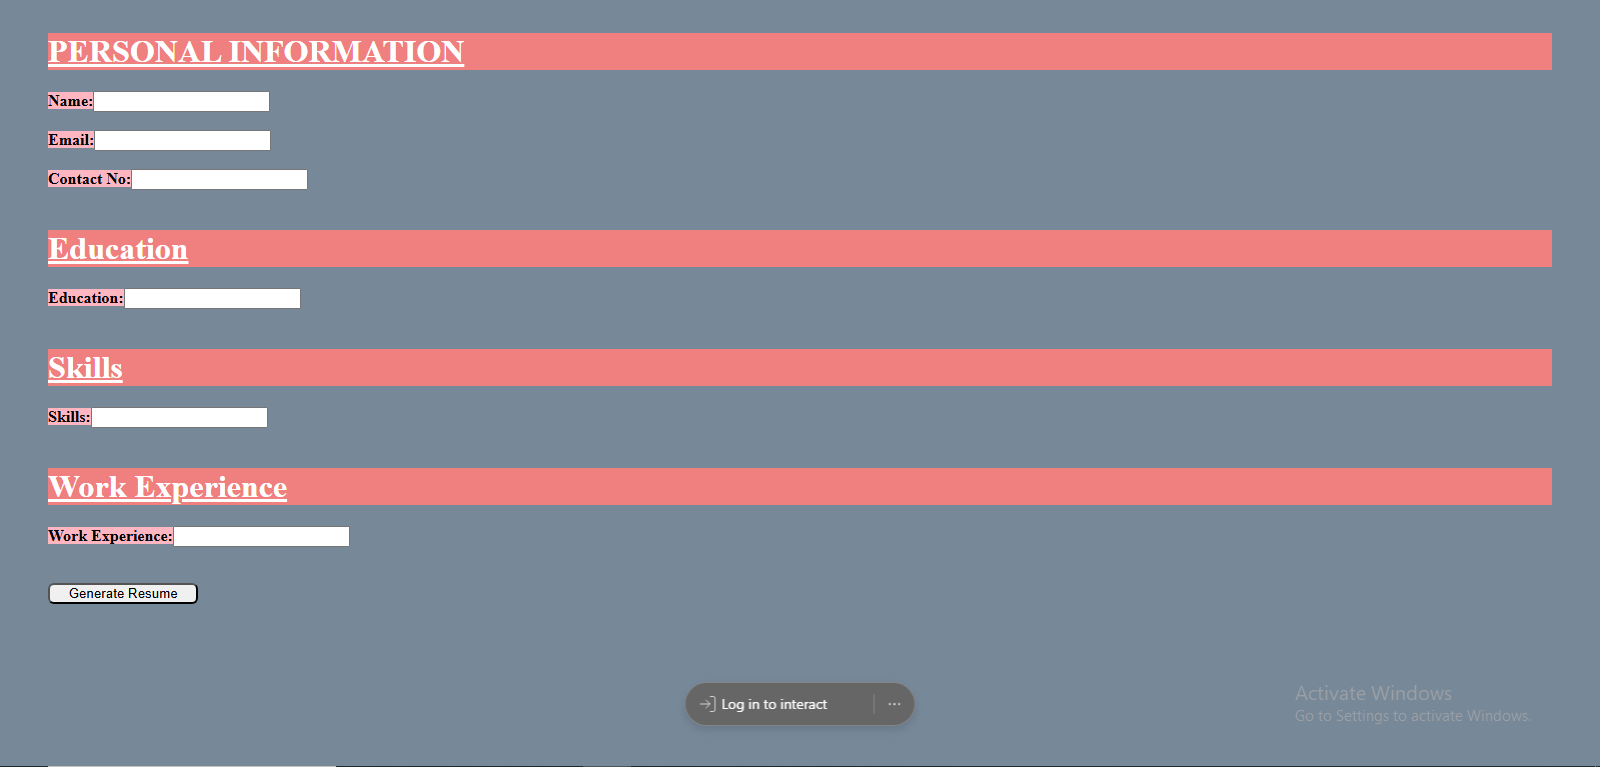 PERSONAL INFORMATION
Name:
Email:
Contact No:
Education
Education:
Skills
Skills:
Work Experience
Work Experience:
Generate Resume
Log in to interact
Activate Windows
Go to Settings to activate Windows.